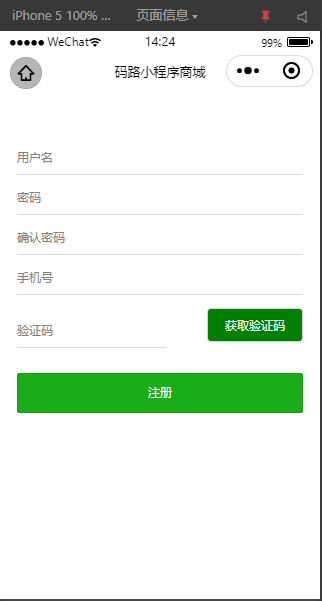 iPhone 5 100% ... 页面信息
WeChat 14:24 99%
码路小程序商城
用户名
密码
确认密码
手机号
验证码 获取验证码
注册